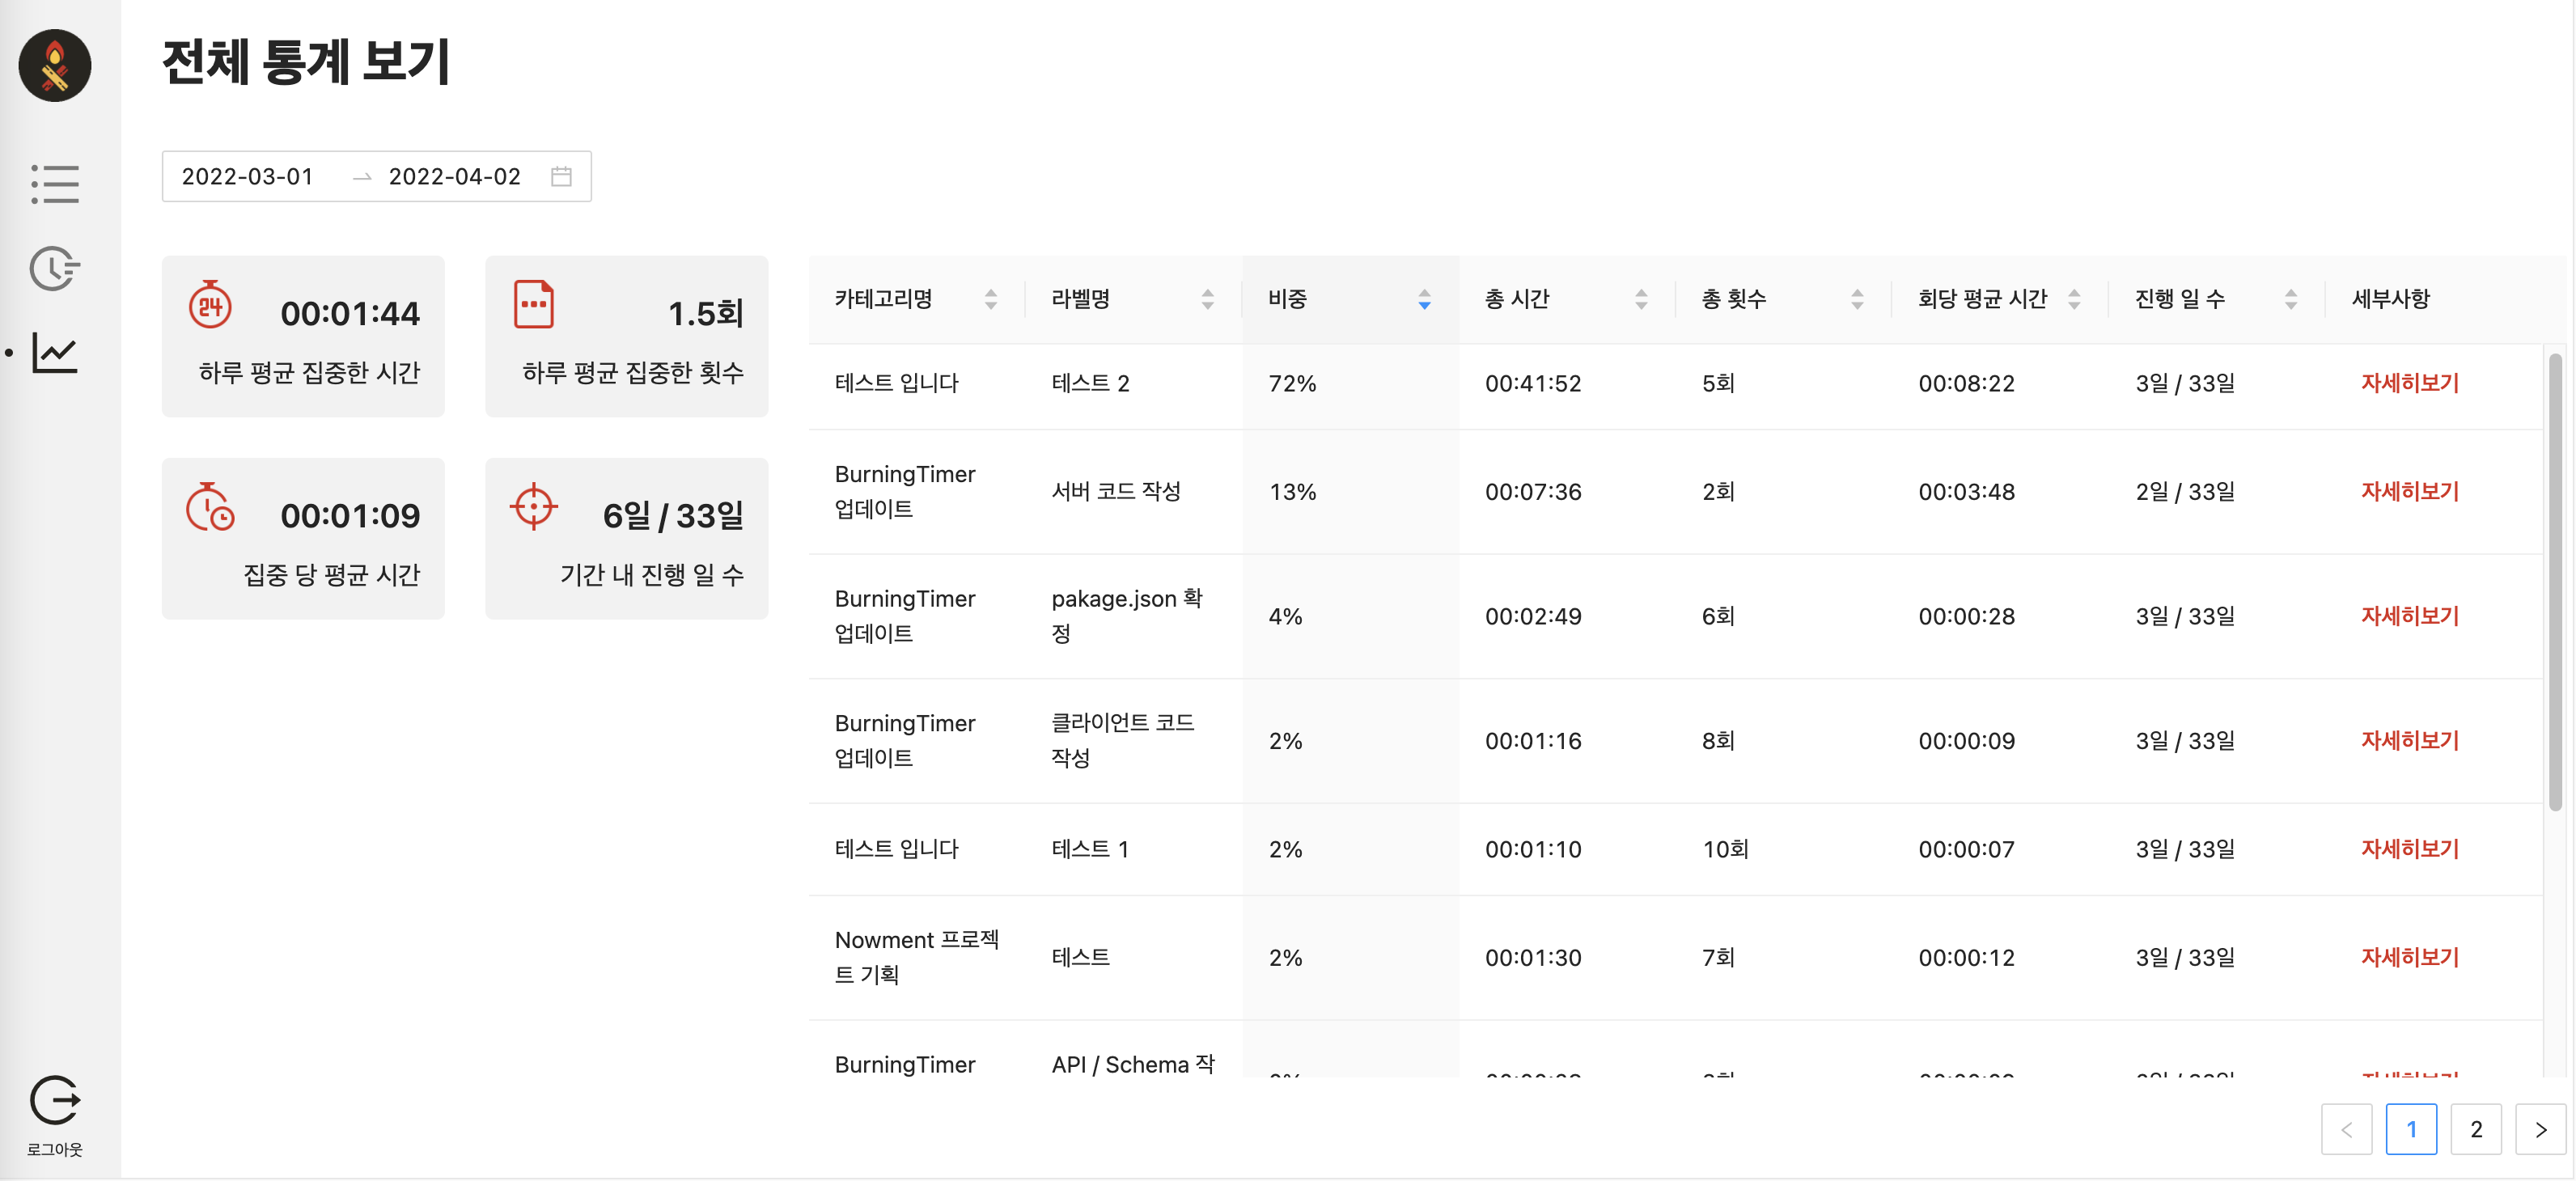 전체 통계 보기
2022-03-01 → 2022-04-02
24 00:01:44
하루 평균 집중한 시간
1.5회
하루 평균 집중한 횟수
00:01:09
집중 당 평균 시간
6일 / 33일
기간 내 진행 일 수
카테고리명 라벨명 비중 총 시간 총 횟수 회당 평균 시간 진행 일 수 세부사항
테스트 입니다 테스트 2 72% 00:41:52 5회 00:08:22 3일 / 33일 자세히보기
BurningTimer
업데이트 서버 코드 작성 13% 00:07:36 2회 00:03:48 2일 / 33일 자세히보기
BurningTimer pakage.json 확
업데이트 정 4% 00:02:49 6회 00:00:28 3일 / 33일 자세히보기
BurningTimer 클라이언트 코드
업데이트 작성 2% 00:01:16 8회 00:00:09 3일 / 33일 자세히보기
테스트 입니다 테스트 1 2% 00:01:10 10회 00:00:07 3일 / 33일 자세히보기
Nowment 프로젝
트 기획 테스트 2% 00:01:30 7회 00:00:12 3일 / 33일 자세히보기
BurningTimer API / Schema 작
< 1 2 >
로그아웃